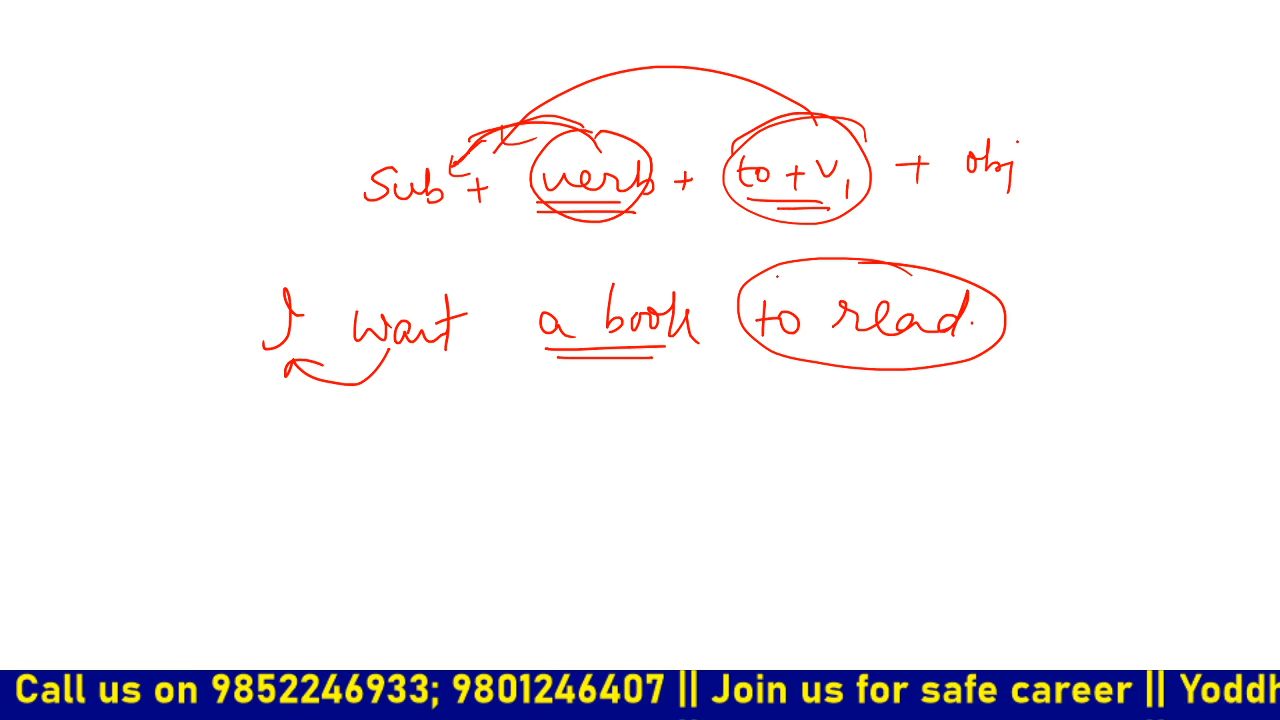 Sub + verb + to + V1 + obj
I want a book to read.
Call us on 9852246933; 9801246407 || Join us for safe career || Yoddh